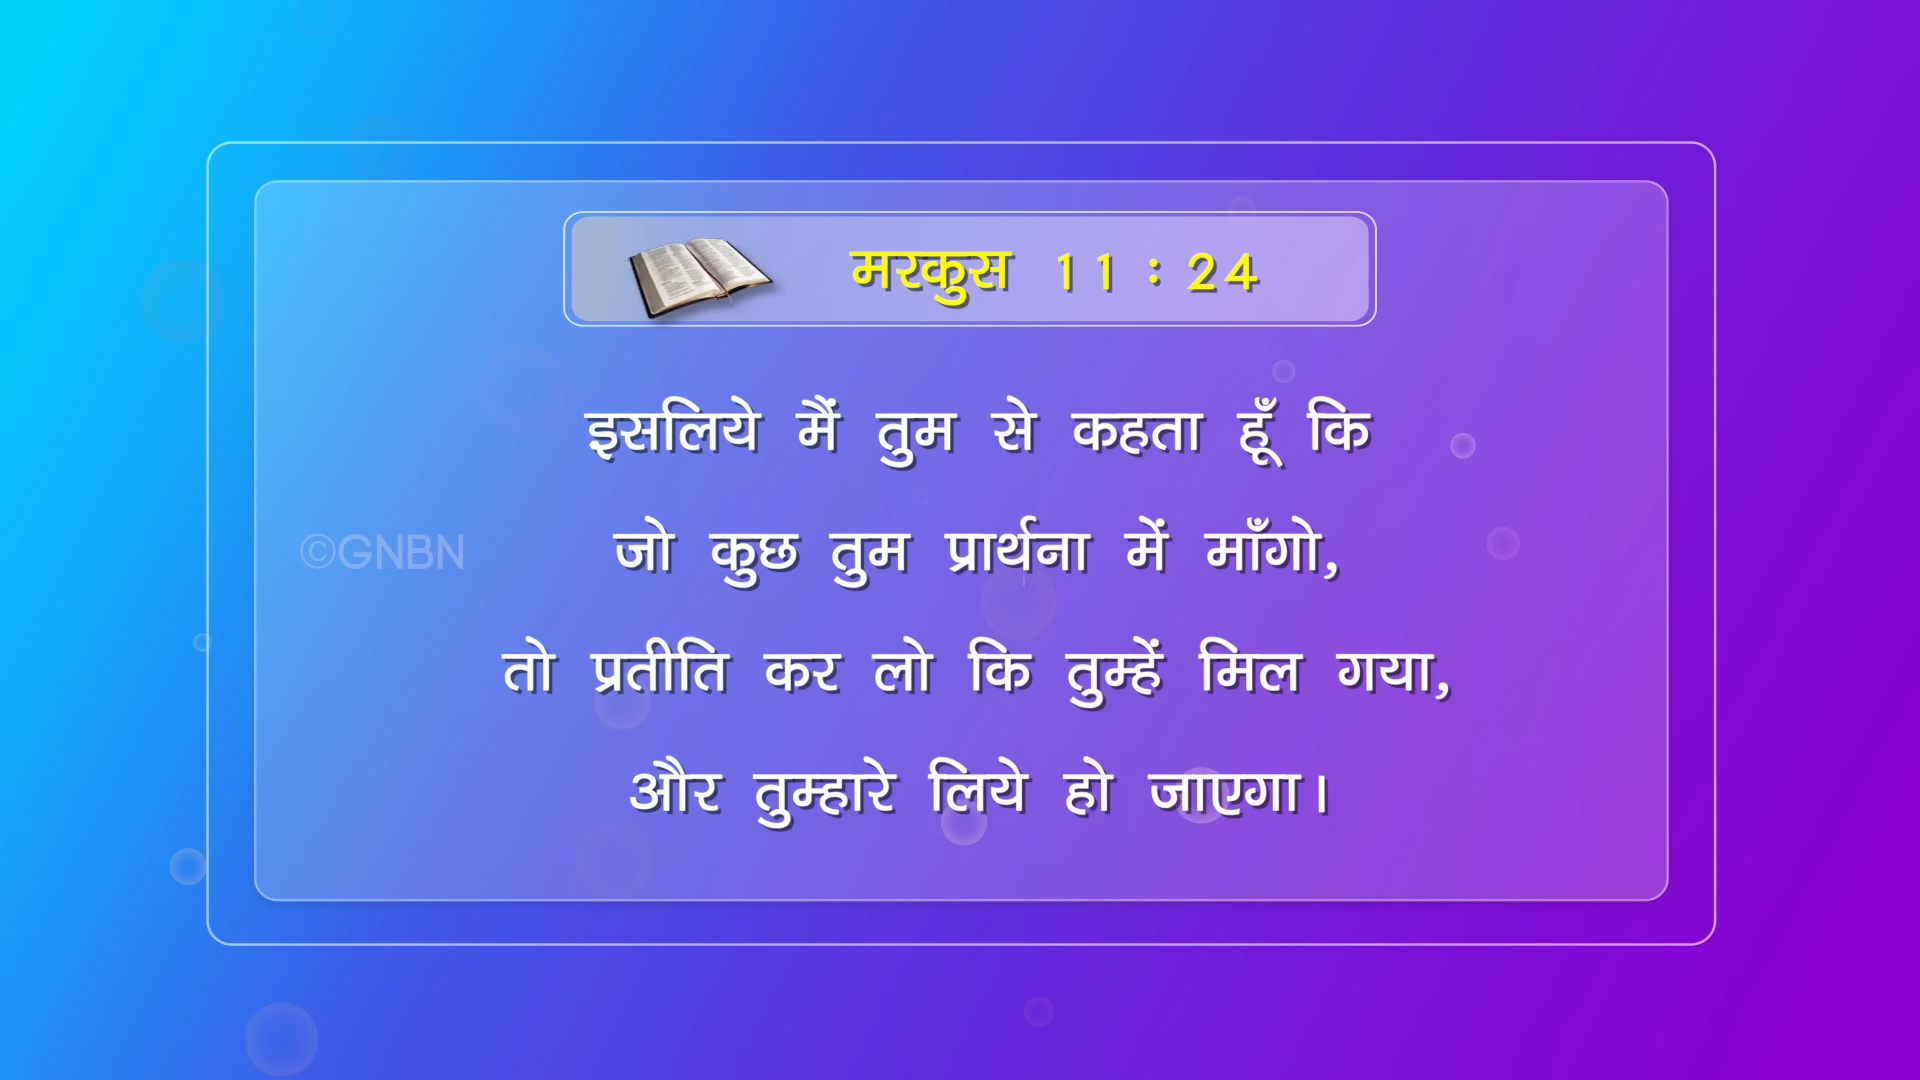 मरकुस 11 : 24
इसलिये मैं तुम से कहता हूँ कि
जो कुछ तुम प्रार्थना में माँगो,
©GNBN
तो प्रतीति कर लो कि तुम्हें मिल गया,
और तुम्हारे लिये हो जाएगा।